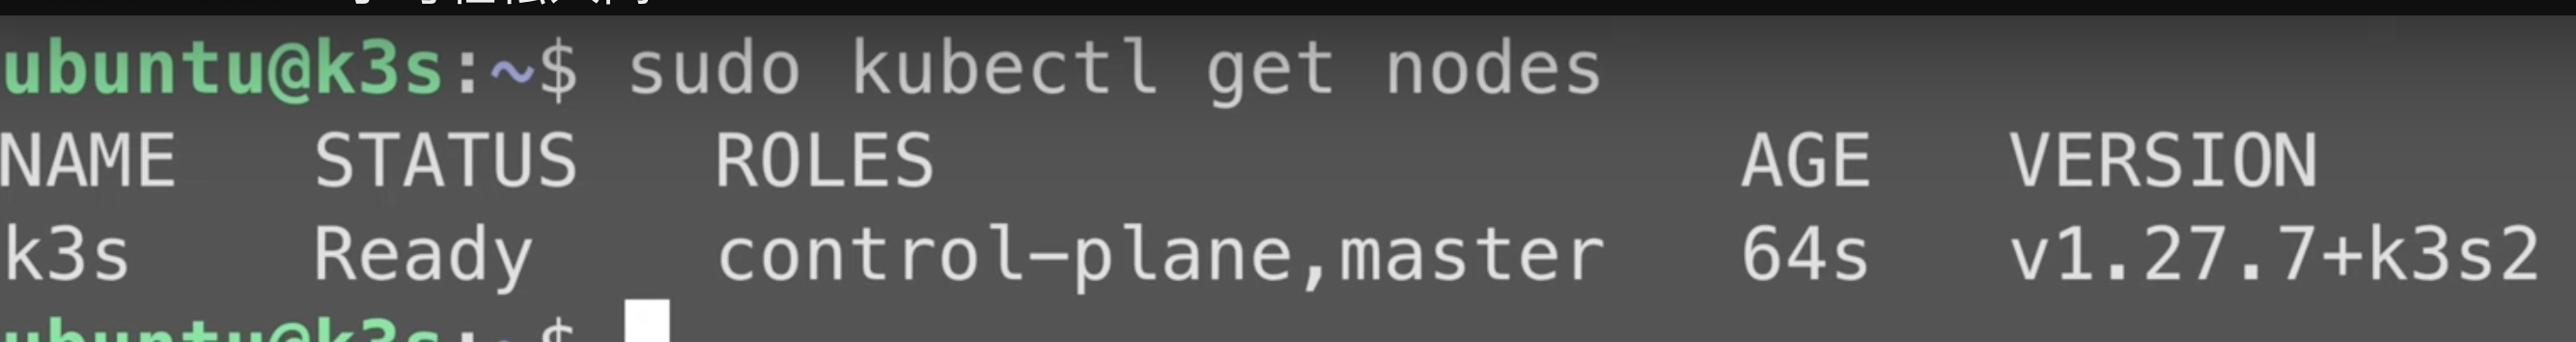 ubuntu@k3s:~$ sudo kubectl get nodes
NAME   STATUS   ROLES                  AGE   VERSION
k3s    Ready    control-plane,master   64s   v1.27.7+k3s2
ubuntu@k3s:~$